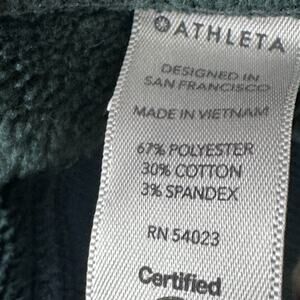 ATHLETA
DESIGNED IN
SAN FRANCISCO
MADE IN VIETNAM
67% POLYESTER
30% COTTON
3% SPANDEX
RN 54023
Certified